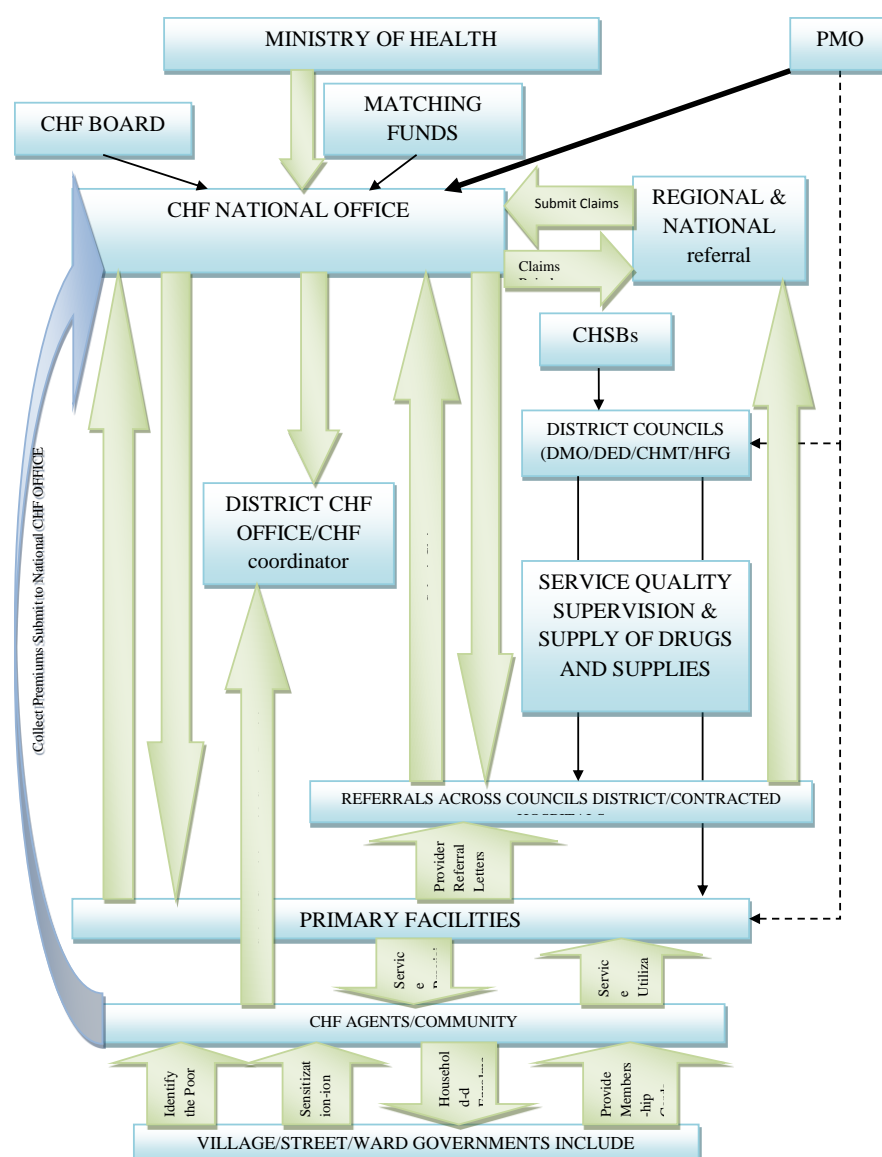 MINISTRY OF HEALTH
PMO
CHF BOARD
MATCHING
FUNDS
CHF NATIONAL OFFICE
Submit Claims
REGIONAL &
NATIONAL
referral
Claims
CHSBs
DISTRICT COUNCILS
(DMO/DED/CHMT/HFG
DISTRICT CHF
OFFICE/CHF
coordinator
SERVICE QUALITY
SUPERVISION &
SUPPLY OF DRUGS
AND SUPPLIES
(Collect Premiums Submit to National CHF OFFICE
REFERRALS ACROSS COUNCILS DISTRICT/CONTRACTED
Provider
Referral
Letters
PRIMARY FACILITIES
Servic
e
Servic
e
Utiliza
CHF AGENTS/COMMUNITY
Identify
the Poor
Sensitizat
ion-ion
Househol
d-d
Provide
Members
-hip
VILLAGE/STREET/WARD GOVERNMENTS INCLUDE